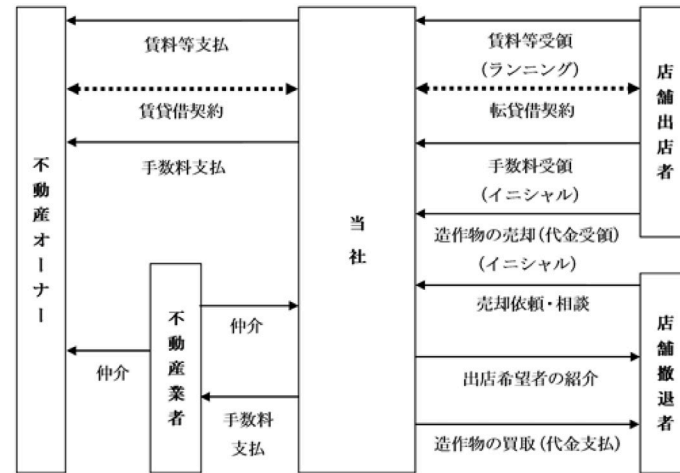 不動産オーナー
賃料等支払
賃貸借契約
手数料支払
不動産業者
仲介
仲介
手数料
支払
当社
賃料等受領
(ランニング)
転貸借契約
手数料受領
(イニシャル)
造作物の売却(代金受領)
(イニシャル)
売却依頼・相談
出店希望者の紹介
造作物の買取(代金支払)
店舗出店者
店舗撤退者